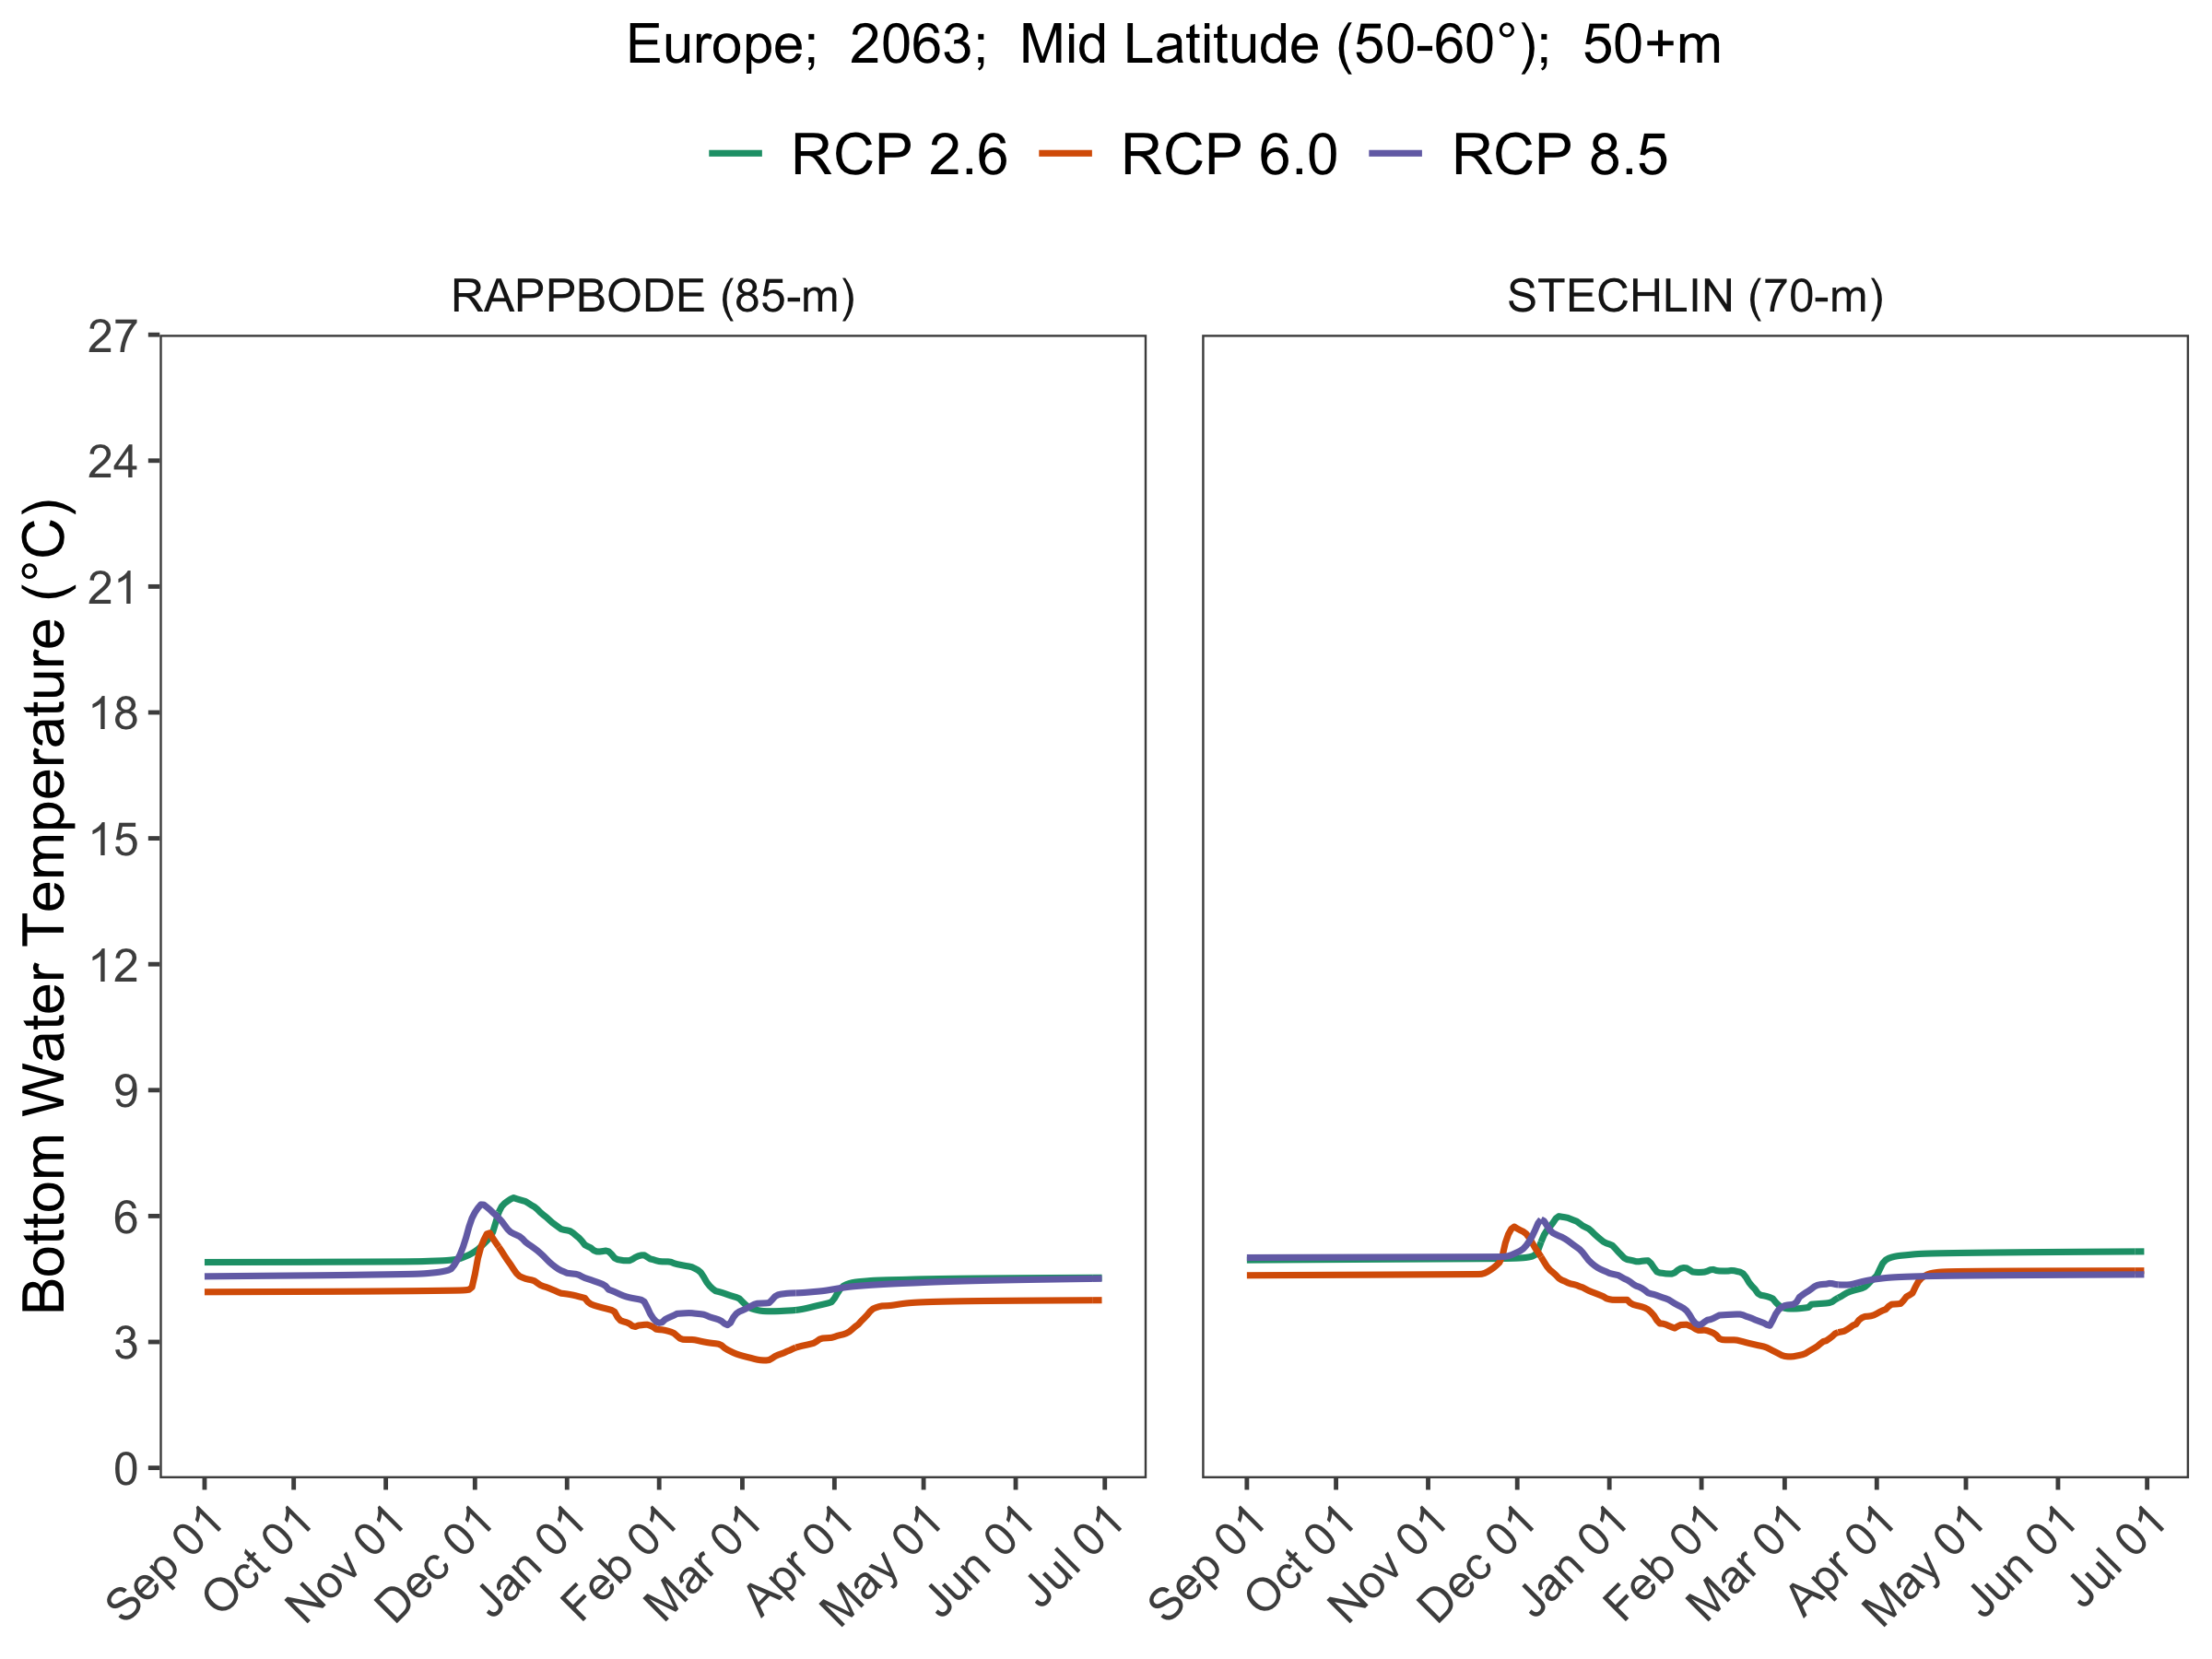 Europe; 2063; Mid Latitude (50-60°); 50+m
RCP 2.6 RCP 6.0 RCP 8.5
RAPPBODE (85-m) STECHLIN (70-m)
Bottom Water Temperature (°C)
27
24
21
18
15
12
9
6
3
0
Sep 01 Oct 01 Nov 01 Dec 01 Jan 01 Feb 01 Mar 01 Apr 01 May 01 Jun 01 Jul 01 Sep 01 Oct 01 Nov 01 Dec 01 Jan 01 Feb 01 Mar 01 Apr 01 May 01 Jun 01 Jul 01